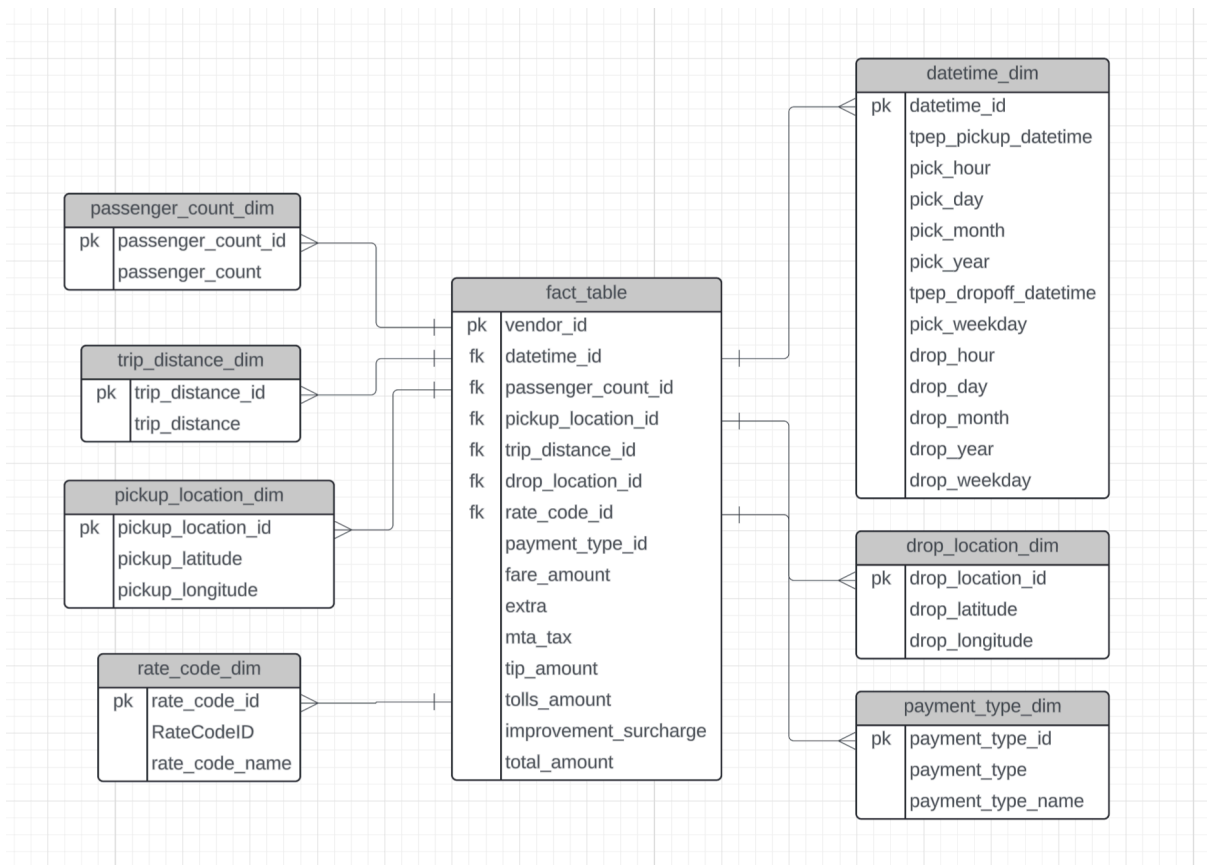 passenger_count_dim
pk passenger_count_id
passenger_count
trip_distance_dim
pk trip_distance_id
trip_distance
pickup_location_dim
pk pickup_location_id
pickup_latitude
pickup_longitude
rate_code_dim
pk rate_code_id
RateCodeID
rate_code_name
fact_table
pk vendor_id
fk datetime_id
fk passenger_count_id
fk pickup_location_id
fk trip_distance_id
fk drop_location_id
fk rate_code_id
payment_type_id
fare_amount
extra
mta_tax
tip_amount
tolls_amount
improvement_surcharge
total_amount
datetime_dim
pk datetime_id
tpep_pickup_datetime
pick_hour
pick_day
pick_month
pick_year
tpep_dropoff_datetime
pick_weekday
drop_hour
drop_day
drop_month
drop_year
drop_weekday
drop_location_dim
pk drop_location_id
drop_latitude
drop_longitude
payment_type_dim
pk payment_type_id
payment_type
payment_type_name